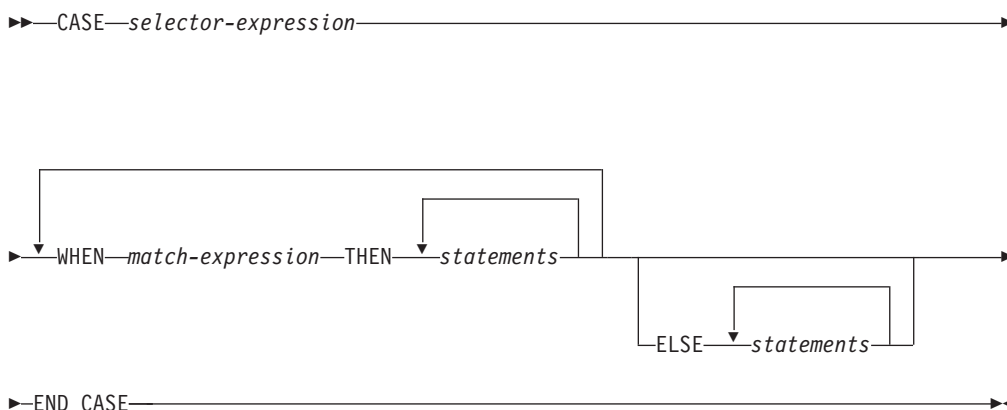 CASE selector-expression
WHEN match-expression THEN statements
ELSE statements
END CASE